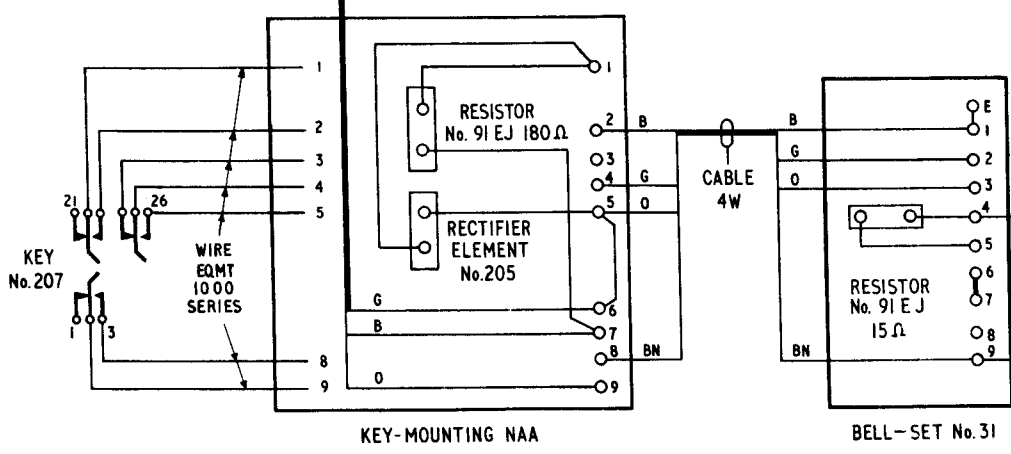 1
2
3
4
5
8
9
21
26
KEY
No. 207
1
3
WIRE
EQMT
1000
SERIES
RESISTOR
No. 91 EJ 180Ω
RECTIFIER
ELEMENT
No. 205
G
B
O
1
2
3
4
5
6
7
8
9
B
G
O
BN
CABLE
4W
B
G
O
BN
E
1
2
3
4
5
6
7
8
9
RESISTOR
No. 91 EJ
15Ω
KEY-MOUNTING NAA
BELL-SET No. 31